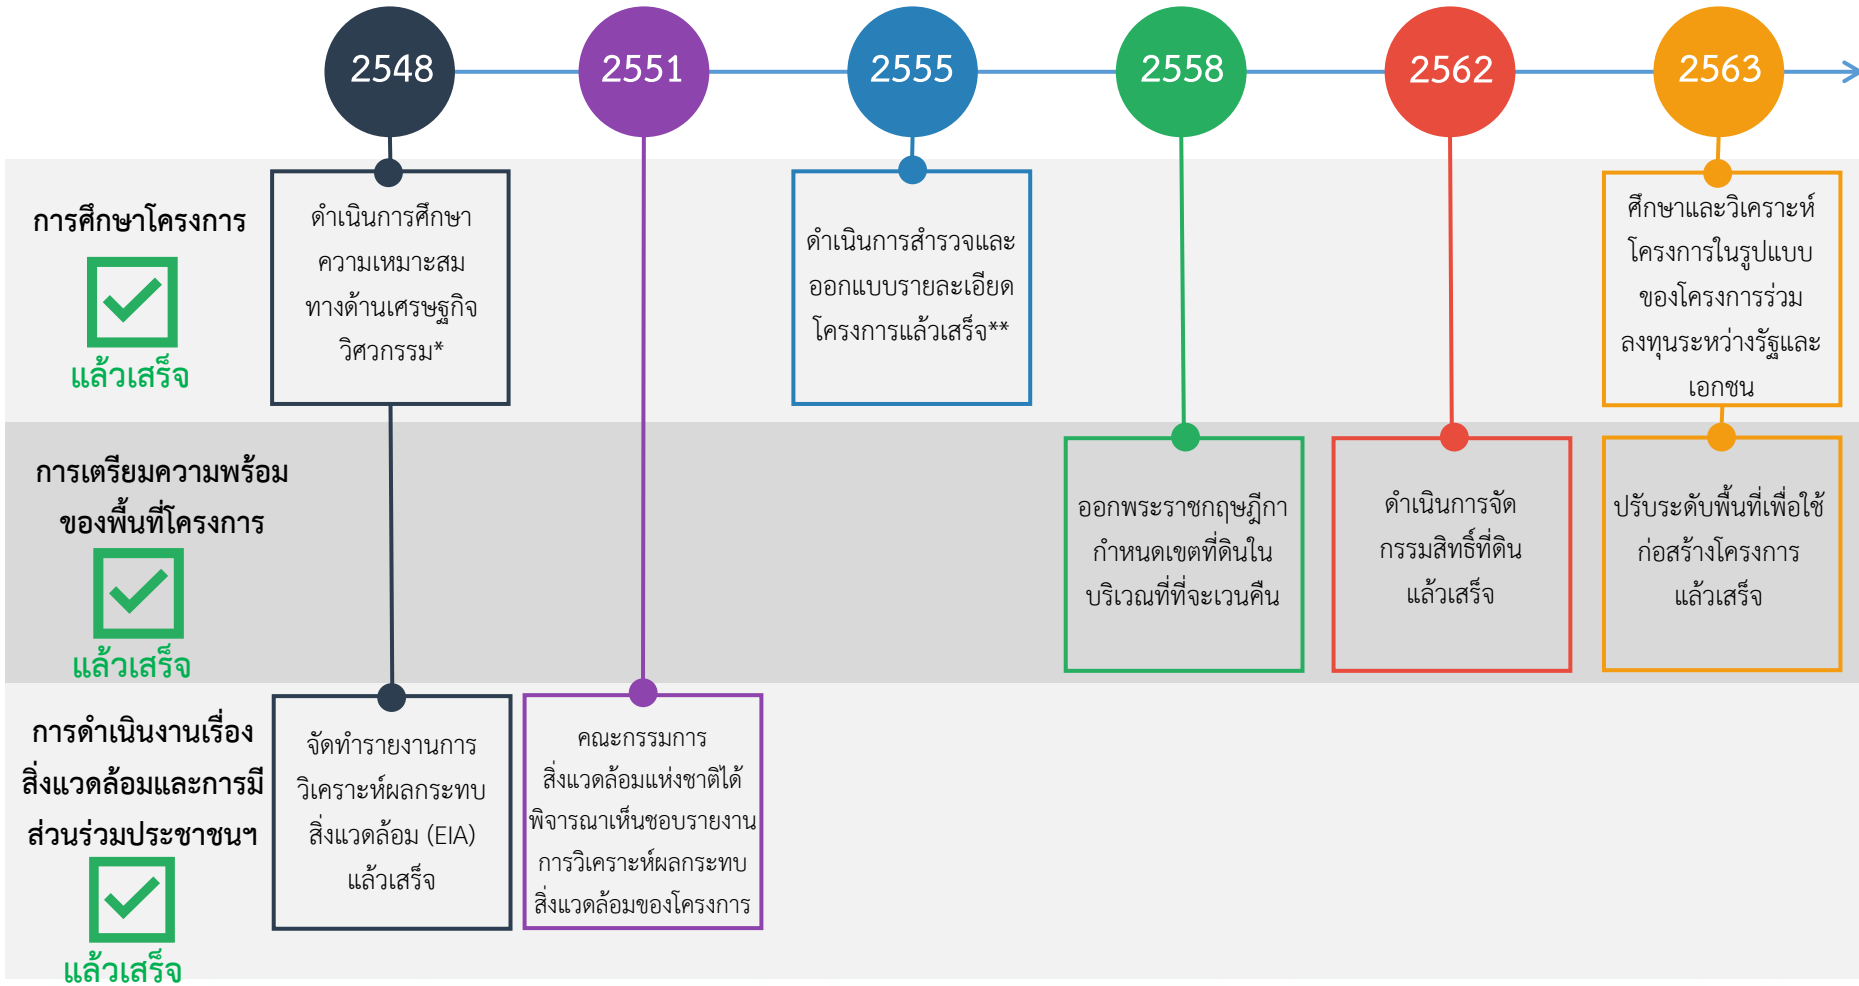 2548
2551
2555
2558
2562
2563
การศึกษาโครงการ
แล้วเสร็จ
ดำเนินการศึกษา
ความเหมาะสม
ทางด้านเศรษฐกิจ
วิศวกรรม*
ดำเนินการสำรวจและ
ออกแบบรายละเอียด
โครงการแล้วเสร็จ**
ศึกษาและวิเคราะห์
โครงการในรูปแบบ
ของโครงการร่วม
ลงทุนระหว่างรัฐและ
เอกชน
การเตรียมความพร้อม
ของพื้นที่โครงการ
แล้วเสร็จ
ออกพระราชกฤษฎีกา
กำหนดเขตที่ดินใน
บริเวณที่ที่จะเวนคืน
ดำเนินการจัด
กรรมสิทธิ์ที่ดิน
แล้วเสร็จ
ปรับระดับพื้นที่เพื่อใช้
ก่อสร้างโครงการ
แล้วเสร็จ
การดำเนินงานเรื่อง
สิ่งแวดล้อมและการมี
ส่วนร่วมประชาชนฯ
แล้วเสร็จ
จัดทำรายงานการ
วิเคราะห์ผลกระทบ
สิ่งแวดล้อม (EIA)
แล้วเสร็จ
คณะกรรมการ
สิ่งแวดล้อมแห่งชาติได้
พิจารณาเห็นชอบรายงาน
การวิเคราะห์ผลกระทบ
สิ่งแวดล้อมของโครงการ